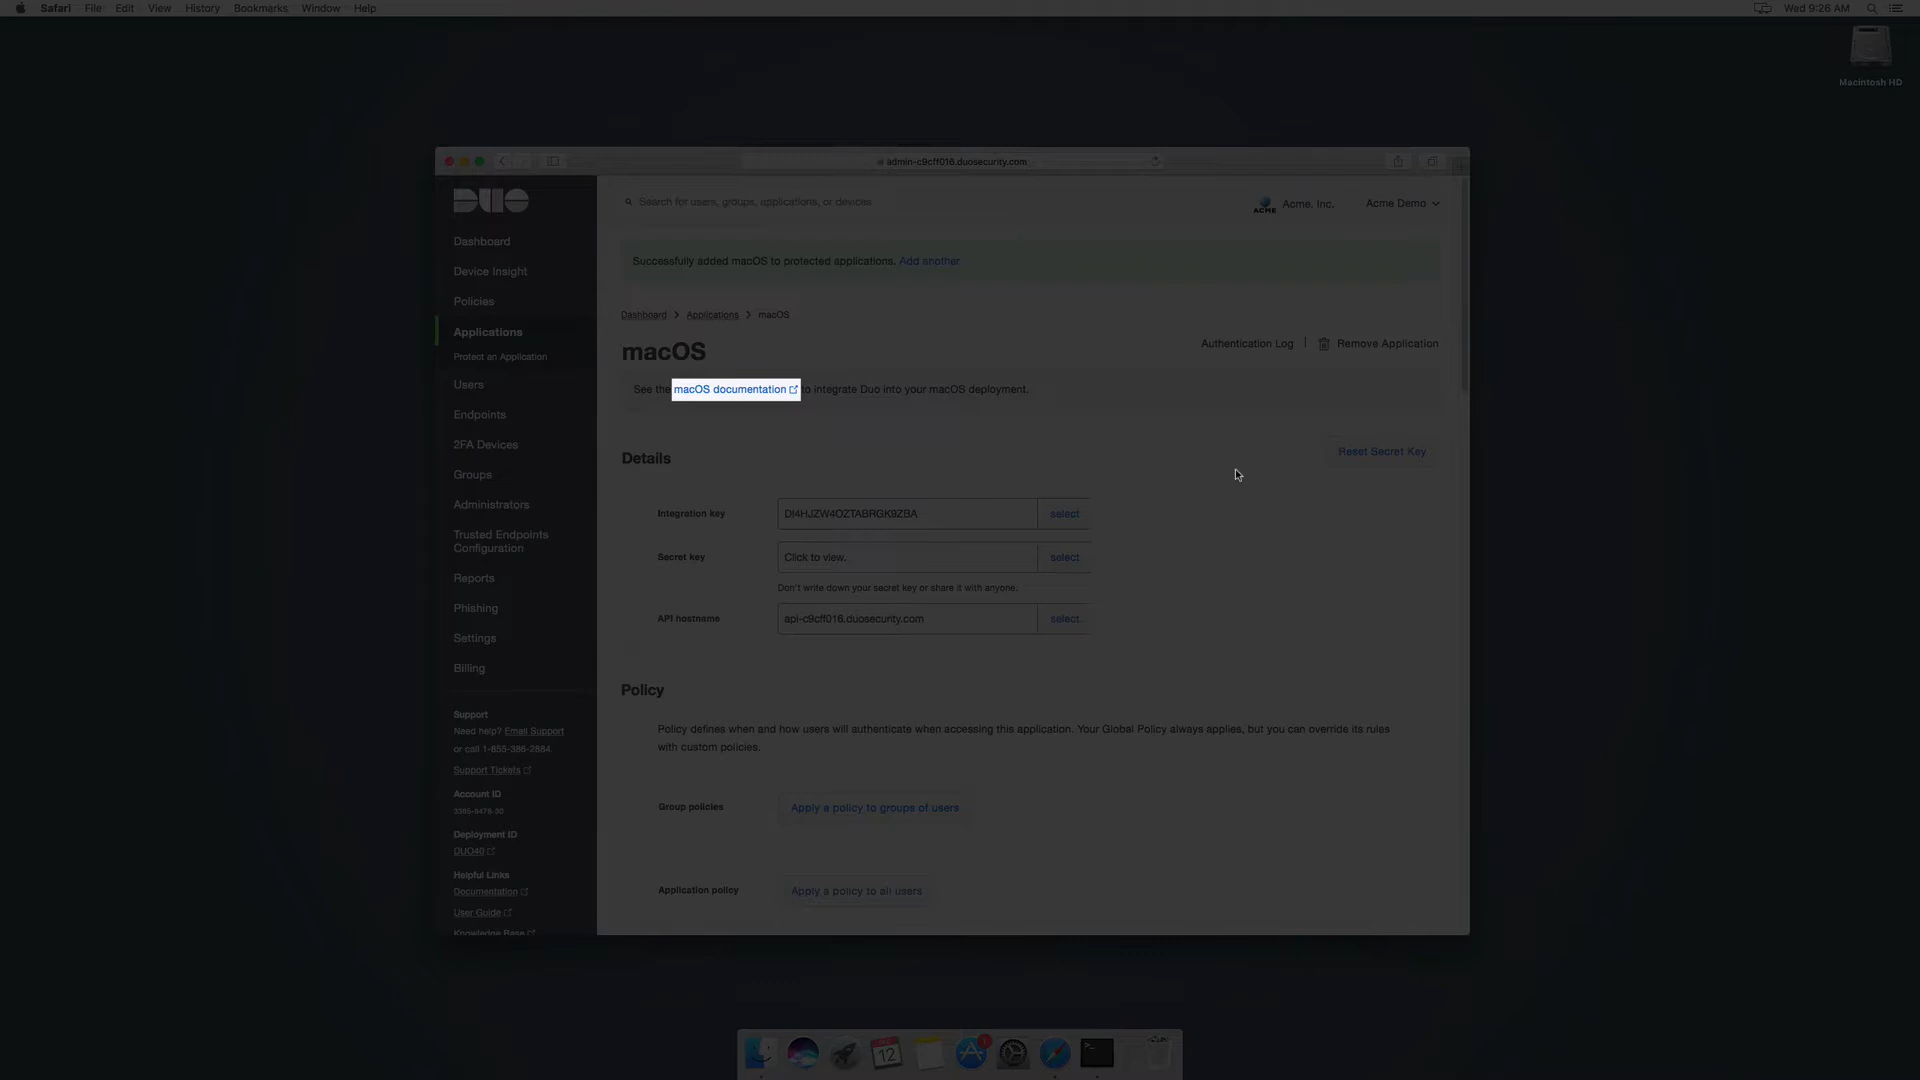 Safari File Edit View History Bookmarks Window Help
Wed 9:26 AM
Macintosh HD
admin-c9cff016.duosecurity.com
DUO
Search for users, groups, applications, or devices
ACME
Acme. Inc.
Acme Demo
Dashboard
Device Insight
Policies
Applications
Protect an Application
Users
Endpoints
2FA Devices
Groups
Administrators
Trusted Endpoints
Configuration
Reports
Phishing
Settings
Billing
Support
Need help? Email Support
or call 1-855-386-2884.
Support Tickets
Account ID
Deployment ID
DUO40
Helpful Links
Documentation
User Guide
Knowledge Base
Successfully added macOS to protected applications. Add another
Dashboard > Applications > macOS
macOS
Authentication Log | Remove Application
See the macOS documentation to integrate Duo into your macOS deployment.
Details
Reset Secret Key
Integration key
DI4HJZW4OZTABRGK9ZBA
select
Secret key
Click to view.
select
Don't write down your secret key or share it with anyone.
API hostname
api-c9cff016.duosecurity.com
select
Policy
Policy defines when and how users will authenticate when accessing this application. Your Global Policy always applies, but you can override its rules
with custom policies.
Group policies
Apply a policy to groups of users
Application policy
Apply a policy to all users
12
1